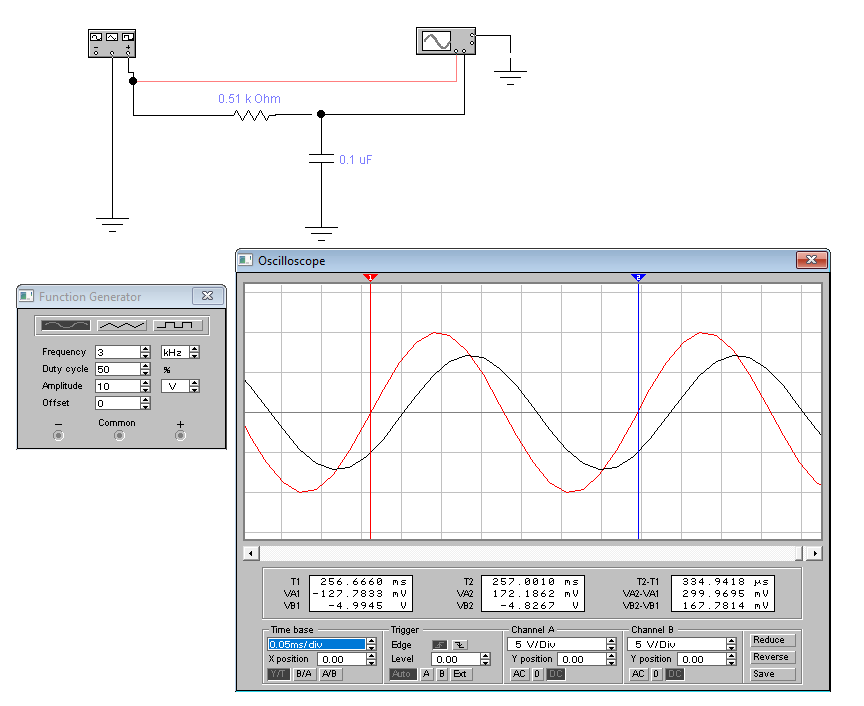 0.51 k Ohm
0.1 uF
Oscilloscope
1
2
Function Generator
Frequency 3 kHz
Duty cycle 50 %
Amplitude 10 V
Offset 0
− Common +
T1 256.6660 ms T2 257.0010 ms T2-T1 334.9418 µs
VA1 -127.7833 mV VA2 172.1862 mV VA2-VA1 299.9695 mV
VB1 -4.9945 V VB2 -4.8267 V VB2-VB1 167.7814 mV
Time base Trigger Channel A Channel B Reduce
0.05ms/div Edge 5 V/Div 5 V/Div
X position 0.00 Level 0.00 Y position 0.00 Y position 0.00 Reverse
Y/T B/A A/B Auto A B Ext AC 0 DC AC 0 DC Save